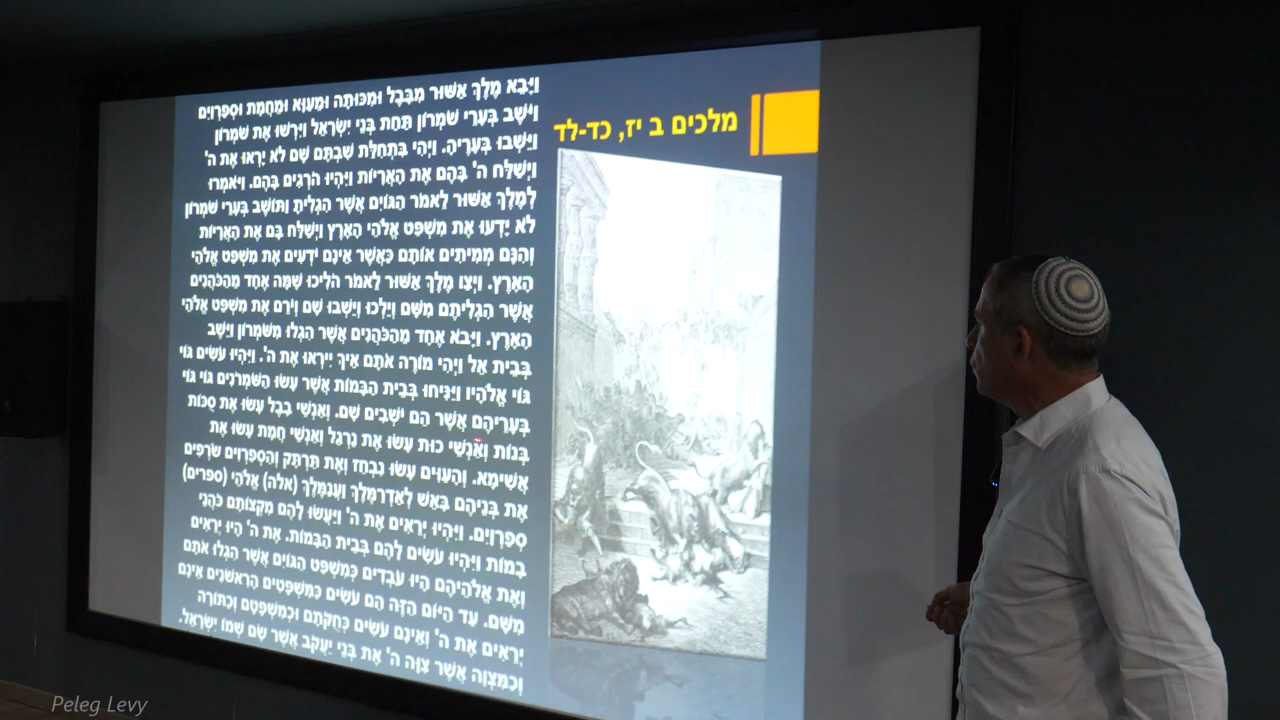 מלכים ב יז, כד-לד
וַיָּבֵא מֶלֶךְ אַשּׁוּר מִבָּבֶל וּמִכּוּתָה וּמֵעַוָּא וּמֵחֲמָת וּסְפַרְוַיִם
וַיֹּשֶׁב בְּעָרֵי שֹׁמְרוֹן תַּחַת בְּנֵי יִשְׂרָאֵל וַיִּרְשׁוּ אֶת שֹׁמְרוֹן
וַיֵּשְׁבוּ בְּעָרֶיהָ. וַיְהִי בִּתְחִלַּת שִׁבְתָּם שָׁם לֹא יָרְאוּ אֶת ה'
וַיְשַׁלַּח ה' בָּהֶם אֶת הָאֲרָיוֹת וַיִּהְיוּ הֹרְגִים בָּהֶם. וַיֹּאמְרוּ
לְמֶלֶךְ אַשּׁוּר לֵאמֹר הַגּוֹיִם אֲשֶׁר הִגְלִיתָ וַתּוֹשֶׁב בְּעָרֵי שֹׁמְרוֹן
לֹא יָדְעוּ אֶת מִשְׁפַּט אֱלֹהֵי הָאָרֶץ וַיְשַׁלַּח בָּם אֶת הָאֲרָיוֹת
וְהִנָּם מְמִיתִים אוֹתָם כַּאֲשֶׁר אֵינָם יֹדְעִים אֶת מִשְׁפַּט אֱלֹהֵי
הָאָרֶץ. וַיְצַו מֶלֶךְ אַשּׁוּר לֵאמֹר הֹלִיכוּ שָׁמָּה אֶחָד מֵהַכֹּהֲנִים
אֲשֶׁר הִגְלִיתֶם מִשָּׁם וְיֵלְכוּ וְיֵשְׁבוּ שָׁם וְיֹרֵם אֶת מִשְׁפַּט אֱלֹהֵי
הָאָרֶץ. וַיָּבֹא אֶחָד מֵהַכֹּהֲנִים אֲשֶׁר הִגְלוּ מִשֹּׁמְרוֹן וַיֵּשֶׁב
בְּבֵית אֵל וַיְהִי מוֹרֶה אֹתָם אֵיךְ יִירְאוּ אֶת ה'. וַיִּהְיוּ עֹשִׂים גּוֹי
גּוֹי אֱלֹהָיו וַיַּנִּיחוּ בְּבֵית הַבָּמוֹת אֲשֶׁר עָשׂוּ הַשֹּׁמְרֹנִים גּוֹי גּוֹי
בְּעָרֵיהֶם אֲשֶׁר הֵם יֹשְׁבִים שָׁם. וְאַנְשֵׁי בָבֶל עָשׂוּ אֶת סֻכּוֹת
בְּנוֹת וְאַנְשֵׁי כוּת עָשׂוּ אֶת נֵרְגַל וְאַנְשֵׁי חֲמָת עָשׂוּ אֶת
אֲשִׁימָא. וְהָעַוִּים עָשׂוּ נִבְחַז וְאֶת תַּרְתָּק וְהַסְפַרְוִים שֹׂרְפִים
אֶת בְּנֵיהֶם בָּאֵשׁ לְאַדְרַמֶּלֶךְ וַעֲנַמֶּלֶךְ (אלה) אֱלֹהֵי (ספרים)
סְפַרְוָיִם. וַיִּהְיוּ יְרֵאִים אֶת ה' וַיַּעֲשׂוּ לָהֶם מִקְצוֹתָם כֹּהֲנֵי
בָמוֹת וַיִּהְיוּ עֹשִׂים לָהֶם בְּבֵית הַבָּמוֹת. אֶת ה' הָיוּ יְרֵאִים
וְאֶת אֱלֹהֵיהֶם הָיוּ עֹבְדִים כְּמִשְׁפַּט הַגּוֹיִם אֲשֶׁר הִגְלוּ אֹתָם
מִשָּׁם. עַד הַיּוֹם הַזֶּה הֵם עֹשִׂים כַּמִּשְׁפָּטִים הָרִאשֹׁנִים אֵינָם
יְרֵאִים אֶת ה' וְאֵינָם עֹשִׂים כְּחֻקֹּתָם וּכְמִשְׁפָּטָם וְכַתּוֹרָה
וְכַמִּצְוָה אֲשֶׁר צִוָּה ה' אֶת בְּנֵי יַעֲקֹב אֲשֶׁר שָׂם שְׁמוֹ יִשְׂרָאֵל.
Peleg Levy